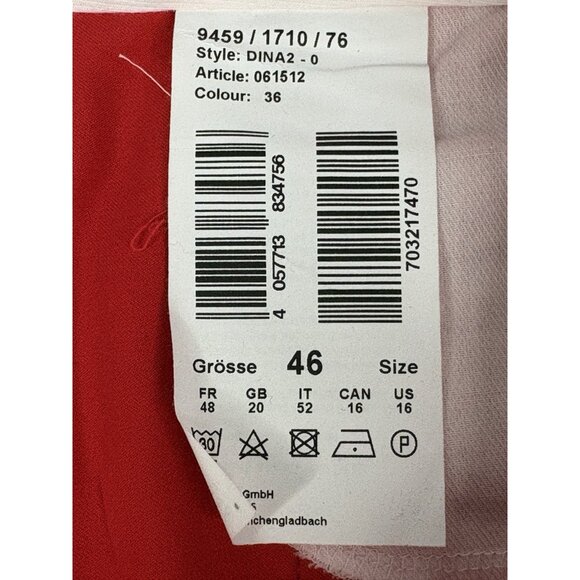 9459 / 1710 / 76
Style: DINA2 - 0
Article: 061512
Colour: 36
4 057713 834756
703217470
Grösse 46 Size
FR GB IT CAN US
48 20 52 16 16
30 P
GmbH